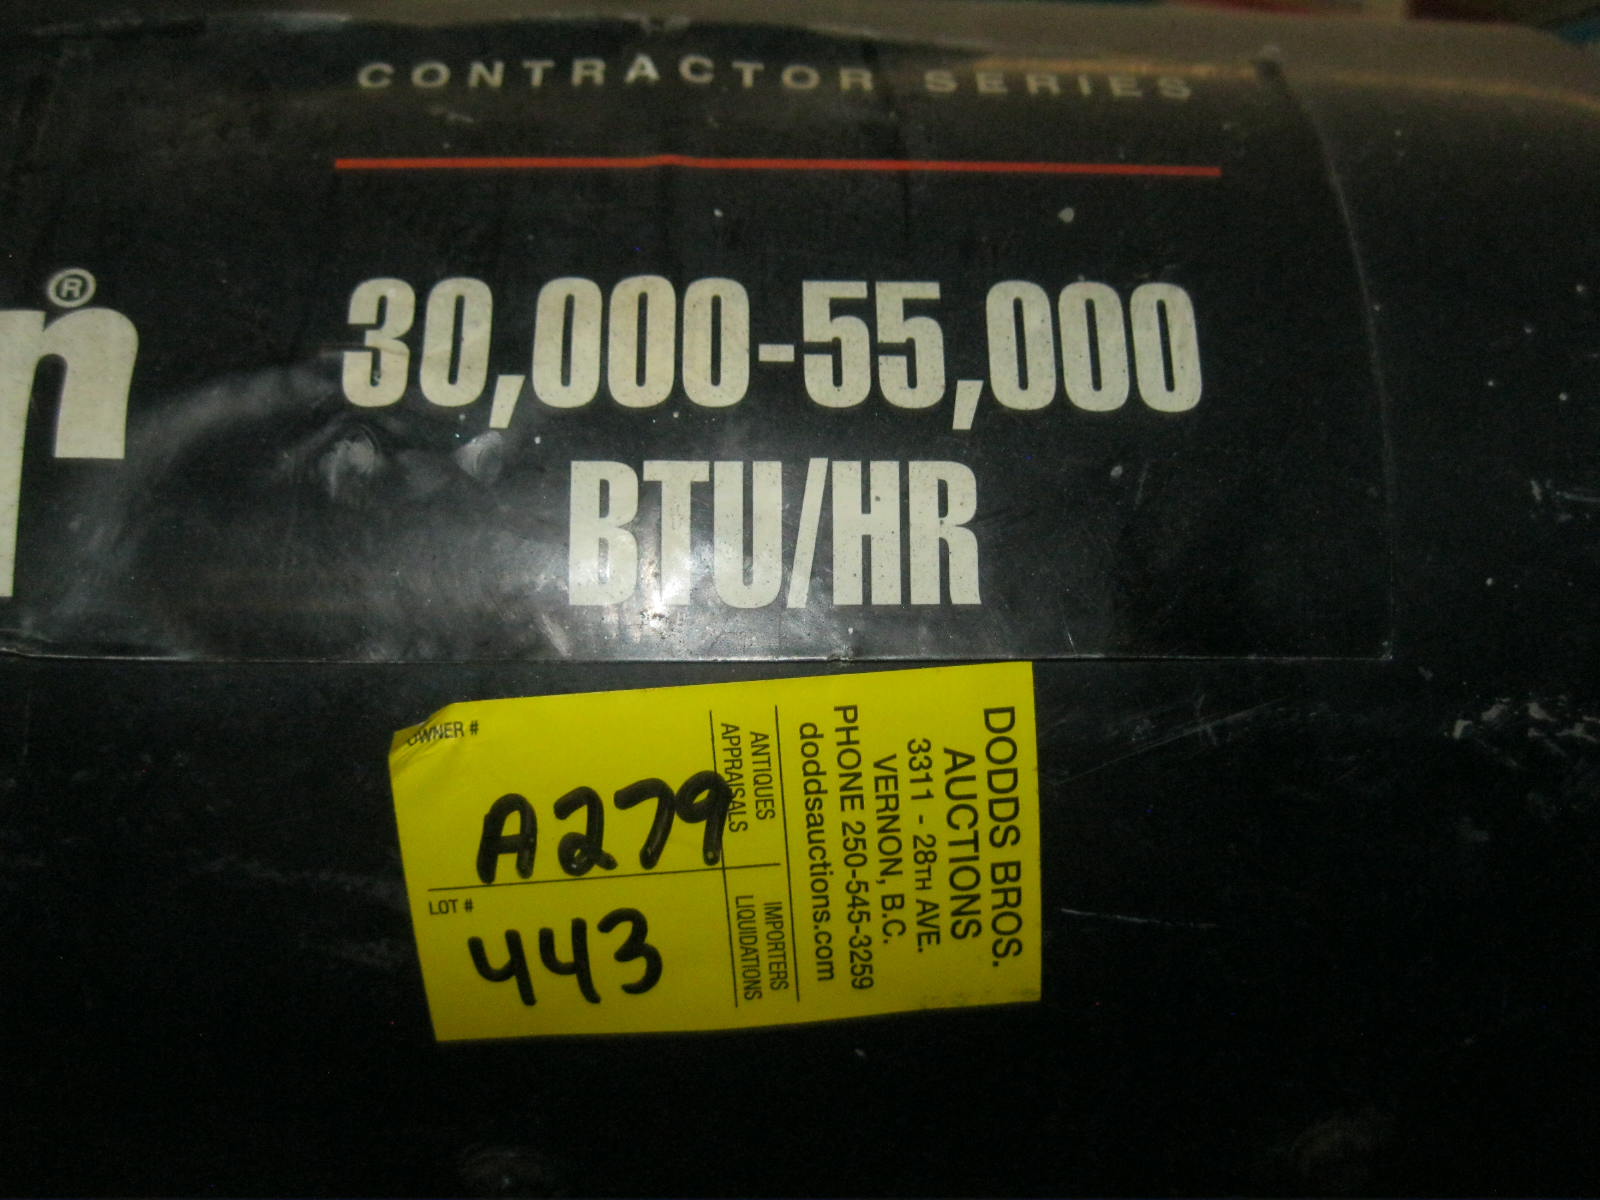 CONTRACTOR SERIES
®
n
30,000-55,000
BTU/HR
OWNER #
A279
LOT #
443
DODDS BROS.
AUCTIONS
3311 - 28TH AVE.
VERNON, B.C.
PHONE 250-545-3259
doddsauctions.com
ANTIQUES
APPRAISALS
IMPORTERS
LIQUIDATIONS